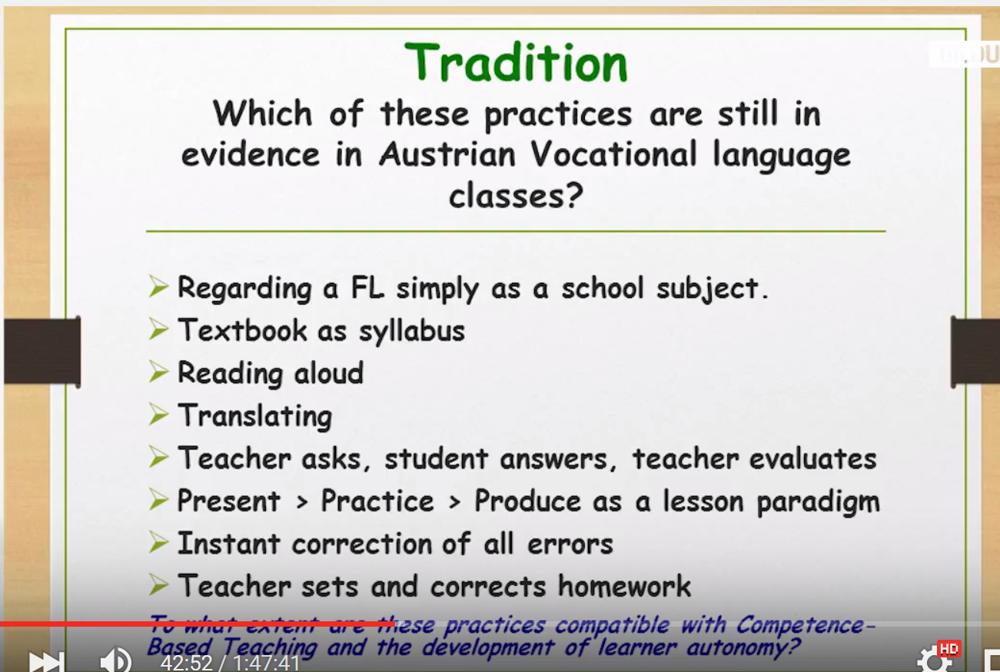 Tradition
Which of these practices are still in
evidence in Austrian Vocational language
classes?
Regarding a FL simply as a school subject.
Textbook as syllabus
Reading aloud
Translating
Teacher asks, student answers, teacher evaluates
Present > Practice > Produce as a lesson paradigm
Instant correction of all errors
Teacher sets and corrects homework
To what extent are these practices compatible with Competence-
Based Teaching and the development of learner autonomy?
42:52 / 1:47:41
HD